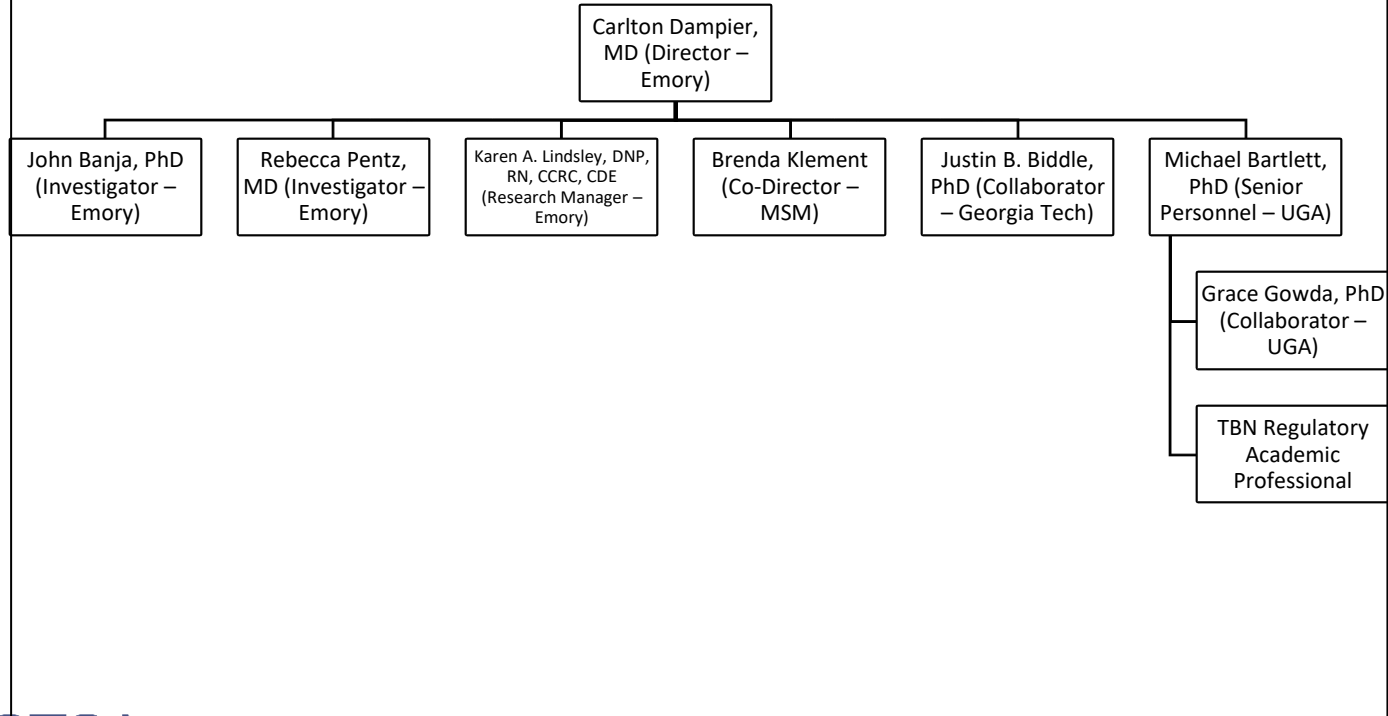 Carlton Dampier,
MD (Director –
Emory)
John Banja, PhD
(Investigator –
Emory)
Rebecca Pentz,
MD (Investigator –
Emory)
Karen A. Lindsley, DNP,
RN, CCRC, CDE
(Research Manager –
Emory)
Brenda Klement
(Co-Director –
MSM)
Justin B. Biddle,
PhD (Collaborator
– Georgia Tech)
Michael Bartlett,
PhD (Senior
Personnel – UGA)
Grace Gowda, PhD
(Collaborator –
UGA)
TBN Regulatory
Academic
Professional